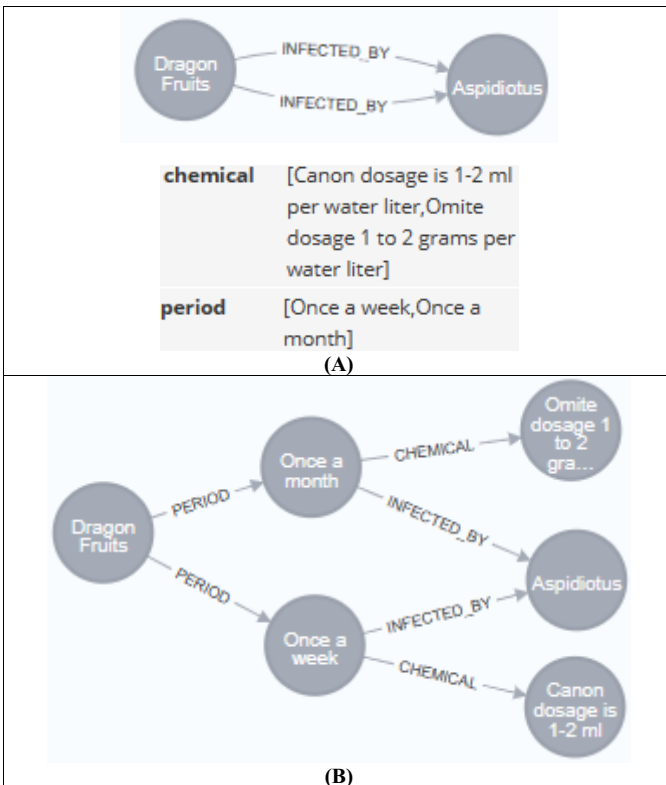 INFECTED_BY
Dragon
Fruits
Aspidiotus
INFECTED_BY
chemical [Canon dosage is 1-2 ml
per water liter,Omite
dosage 1 to 2 grams per
water liter]
period [Once a week,Once a
month]
(A)
Omite
dosage 1
to 2
gra...
CHEMICAL
Once a
month
PERIOD
INFECTED_BY
Dragon
Fruits
Aspidiotus
PERIOD
INFECTED_BY
Once a
week
CHEMICAL
Canon
dosage is
1-2 ml
(B)